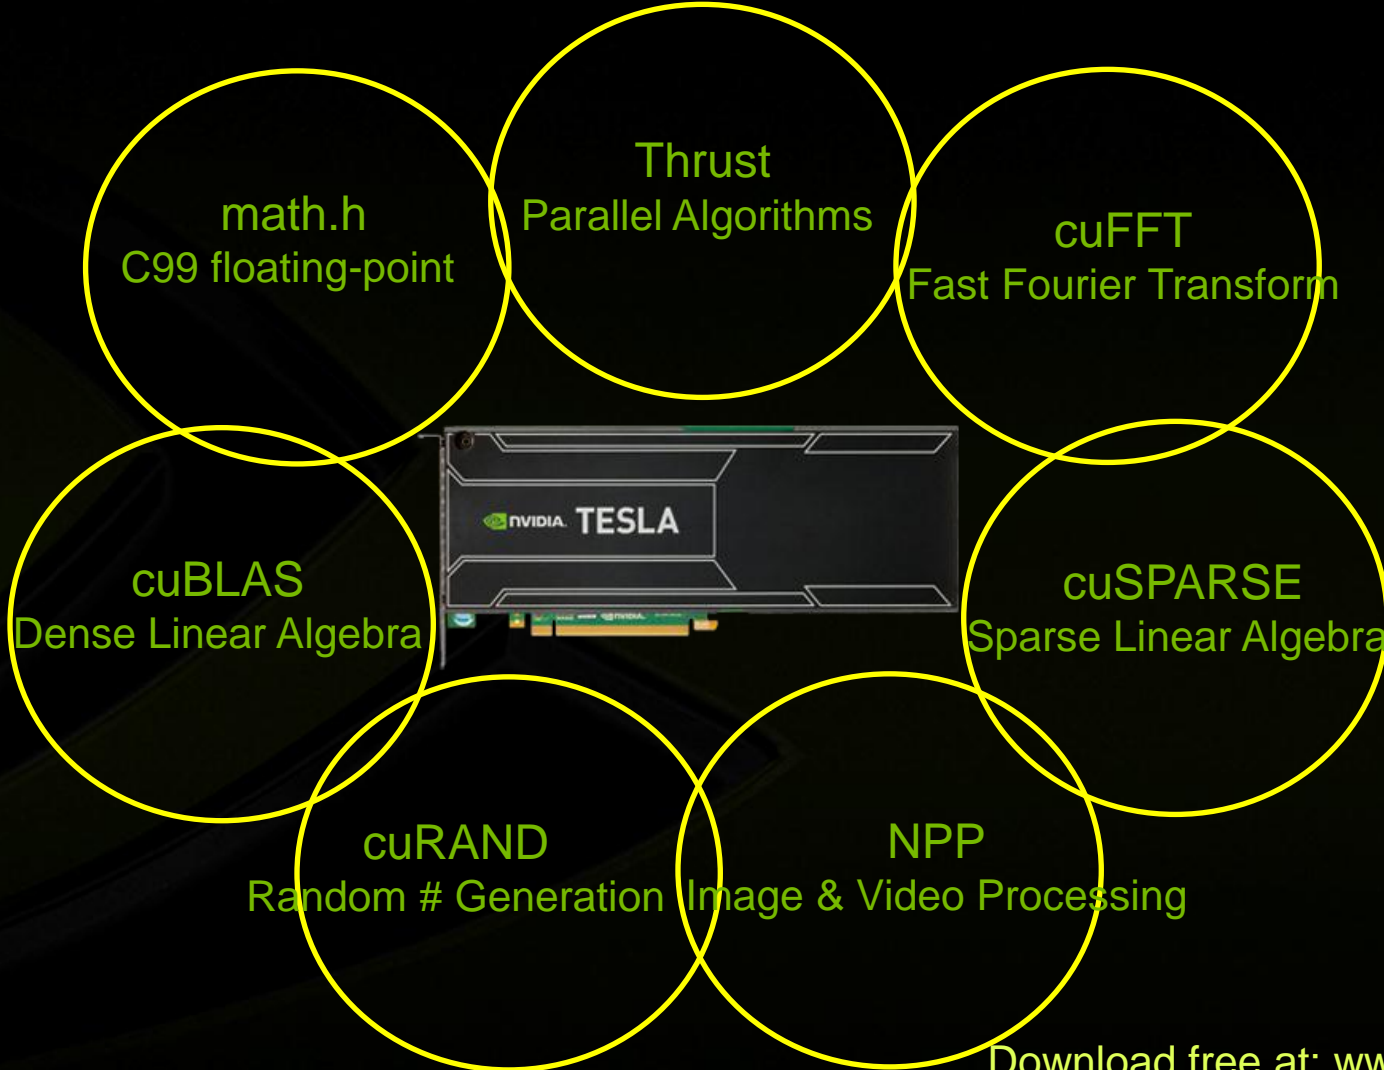 Thrust
Parallel Algorithms
math.h
C99 floating-point
cuFFT
Fast Fourier Transform
NVIDIA. TESLA
cuBLAS
Dense Linear Algebra
cuSPARSE
Sparse Linear Algebra
cuRAND
Random # Generation
NPP
Image & Video Processing
Download free at: